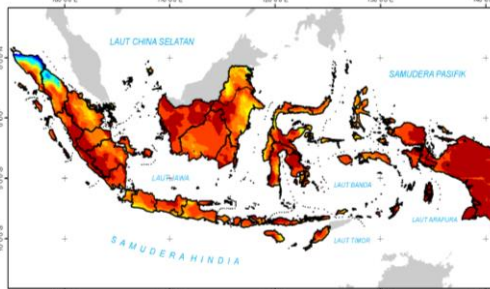 LAUT CHINA SELATAN
SAMUDERA PASIFIK
LAUT JAWA
LAUT BANDA
LAUT ARAFURA
LAUT TIMOR
SAMUDERA HINDIA